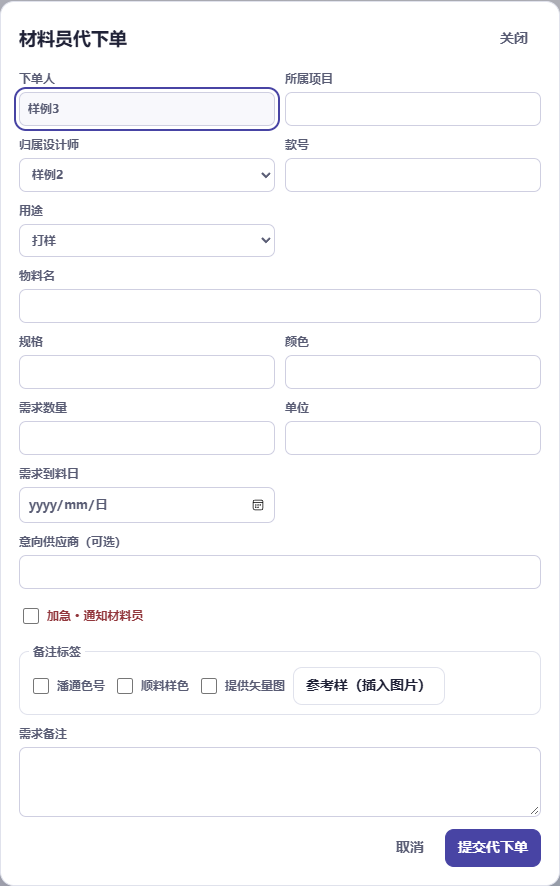 材料员代下单 关闭
下单人 所属项目
样例3
归属设计师 款号
样例2
用途
打样
物料名
规格 颜色
需求数量 单位
需求到料日
yyyy/mm/日
意向供应商（可选）
加急・通知材料员
备注标签
潘通色号 顺料样色 提供矢量图 参考样（插入图片）
需求备注
取消 提交代下单